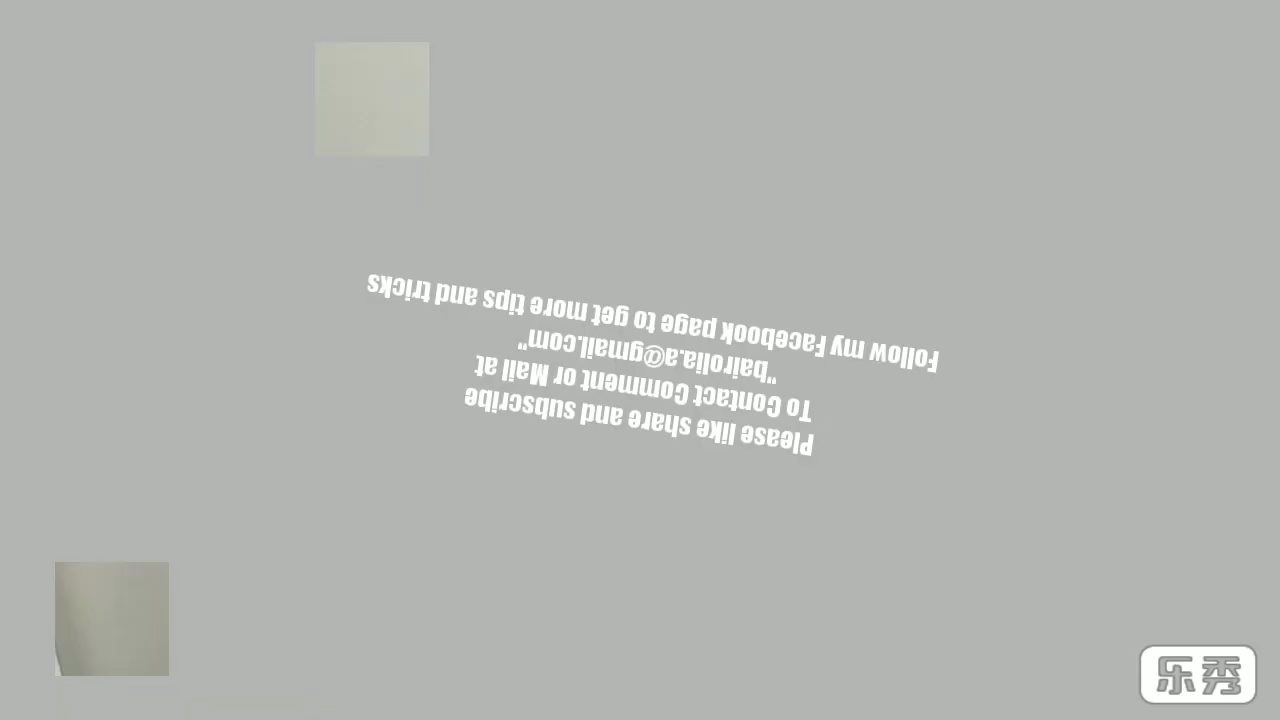 Please like share and subscribe
To Contact Comment or Mail at
"bairolia.a@gmail.com"
Follow my Facebook page to get more tips and tricks
乐秀